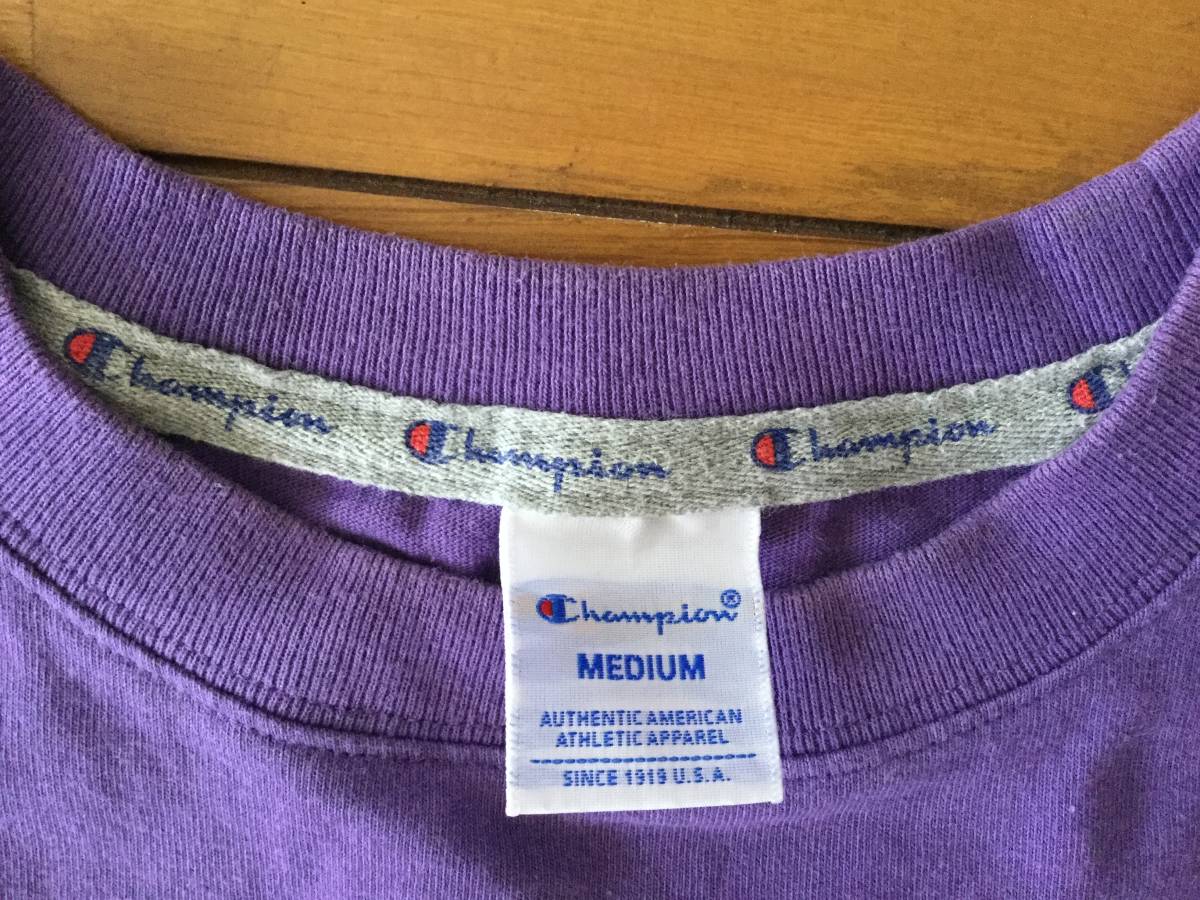 Champion Champion Champion
Champion®
MEDIUM
AUTHENTIC AMERICAN
ATHLETIC APPAREL
SINCE 1919 U.S.A.